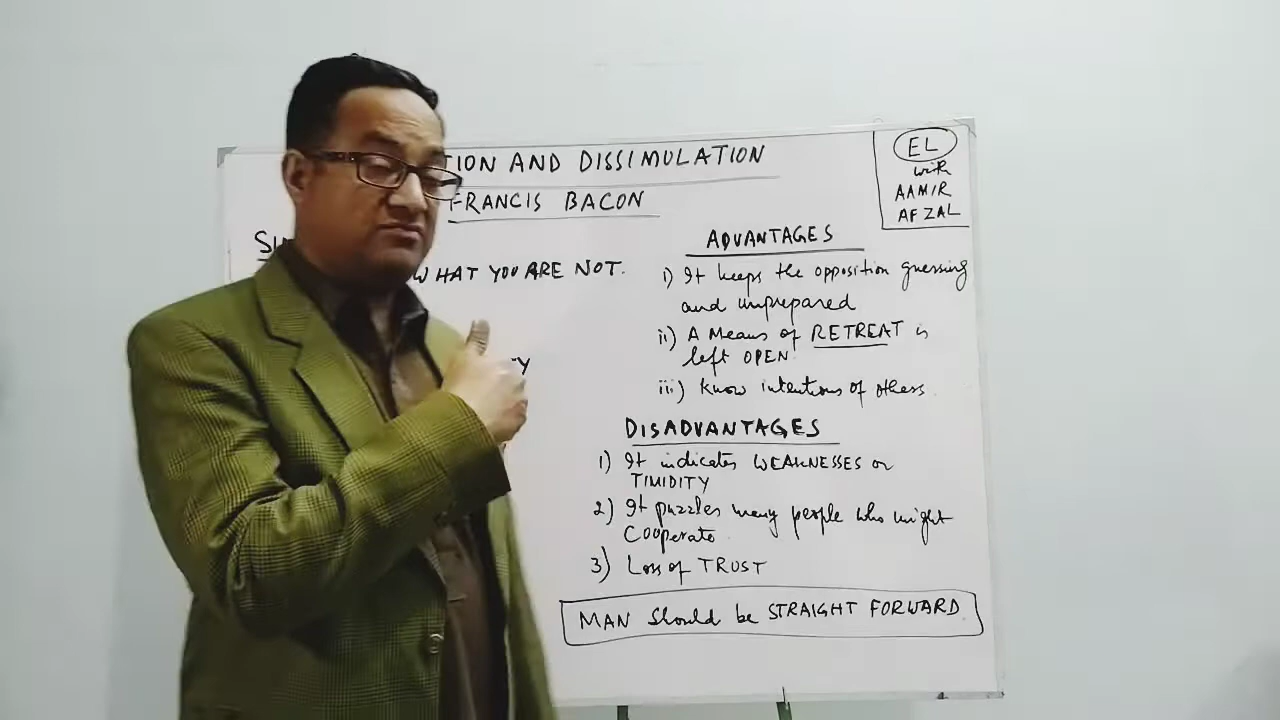 TION AND DISSIMULATION
FRANCIS BACON
EL
with
AAMIR
AFZAL
WHAT YOU ARE NOT.
ADVANTAGES
i) It keeps the opposition guessing
and unprepared
ii) A Means of RETREAT is
left OPEN
iii) Know intentions of others
DISADVANTAGES
1) It indicates WEAKNESSES or
TIMIDITY
2) It puzzles many people who might
Cooperate
3) Loss of TRUST
MAN Should be STRAIGHT FORWARD